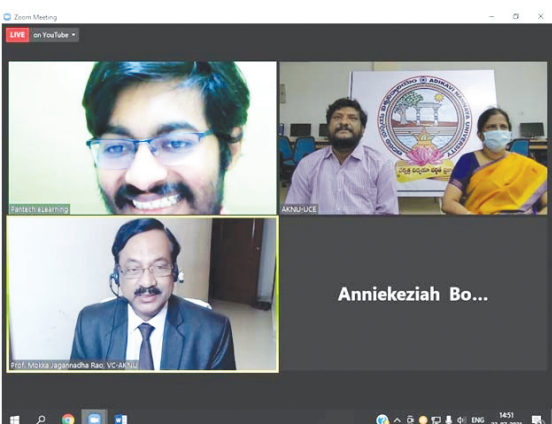 Zoom Meeting
LIVE on YouTube
Fantech eLearning
ADIKAVI NANNAYA UNIVERSITY
AKNU-UCE
Prof. Mokka Jagannadha Rao, VC-AKNU
Anniekeziah Bo...
ENG
14:51